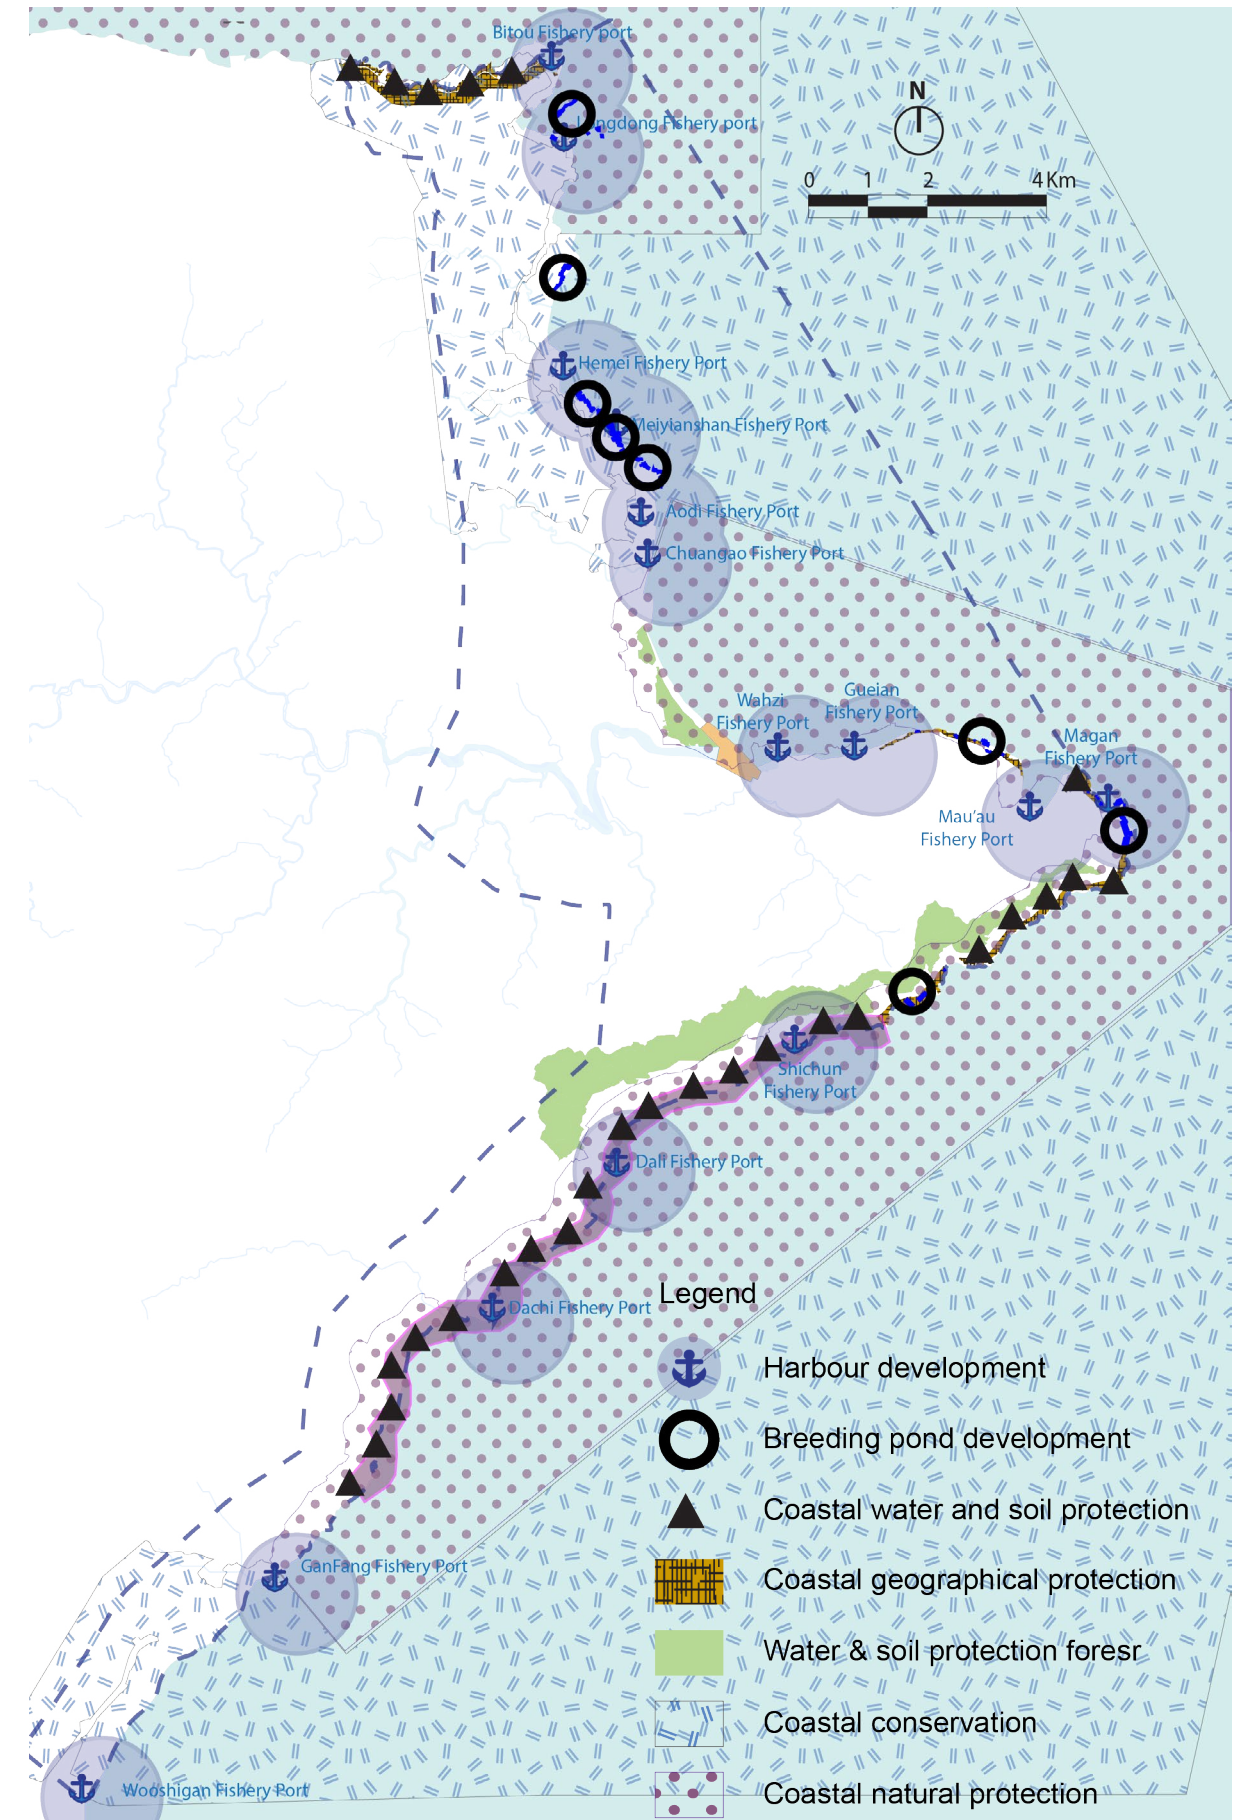 Bitou Fishery port
N
Longdong Fishery port
0 1 2 4 Km
Hemei Fishery Port
Meiyianshan Fishery Port
Aodi Fishery Port
Chuangao Fishery Port
Wahzi
Fishery Port
Gueian
Fishery Port
Magan
Fishery Port
Mau'au
Fishery Port
Shichun
Fishery Port
Dali Fishery Port
Dachi Fishery Port
GanFang Fishery Port
Wooshigan Fishery Port
Legend
Harbour development
Breeding pond development
Coastal water and soil protection
Coastal geographical protection
Water & soil protection foresr
Coastal conservation
Coastal natural protection